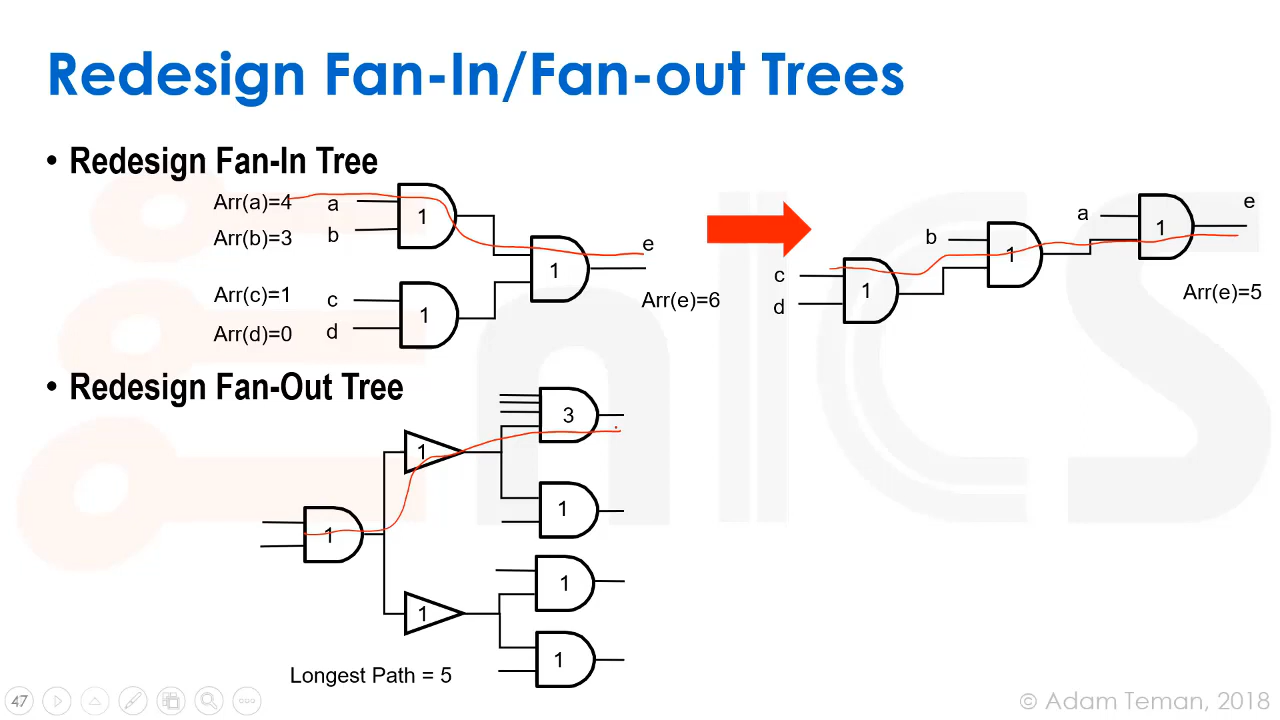 Redesign Fan-In/Fan-out Trees
• Redesign Fan-In Tree
Arr(a)=4
a
1
Arr(b)=3
b
1
e
Arr(c)=1
c
1
Arr(d)=0
d
Arr(e)=6
a
1
e
b
1
c
1
d
Arr(e)=5
• Redesign Fan-Out Tree
3
1
1
1
1
1
1
Longest Path = 5
47
© Adam Teman, 2018
nICS